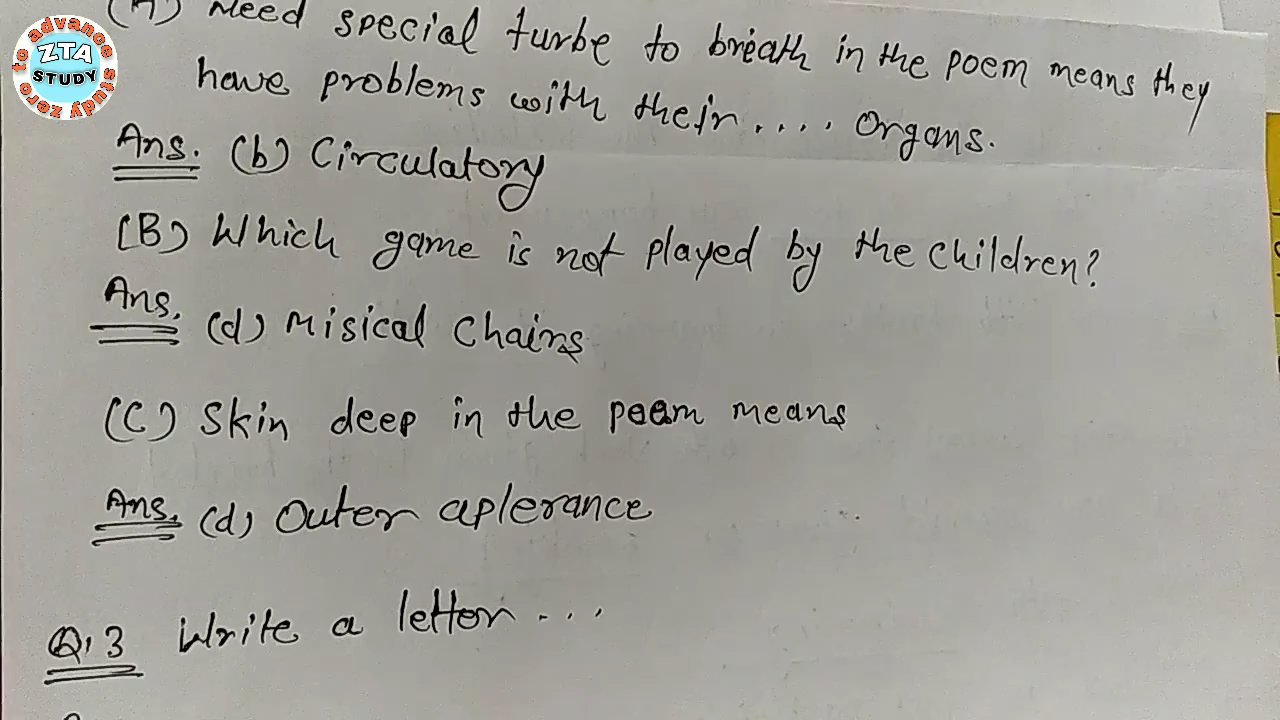 zero to advance study
ZTA
STUDY
(A) Need special turbe to breath in the poem means they
have problems with their.... Organs.
Ans. (b) Circulatory
(B) Which game is not played by the children?
Ans. (d) Misical Chairs
(C) Skin deep in the poeam means
Ans. (d) Outer aplerance
Q.3 Write a letter...